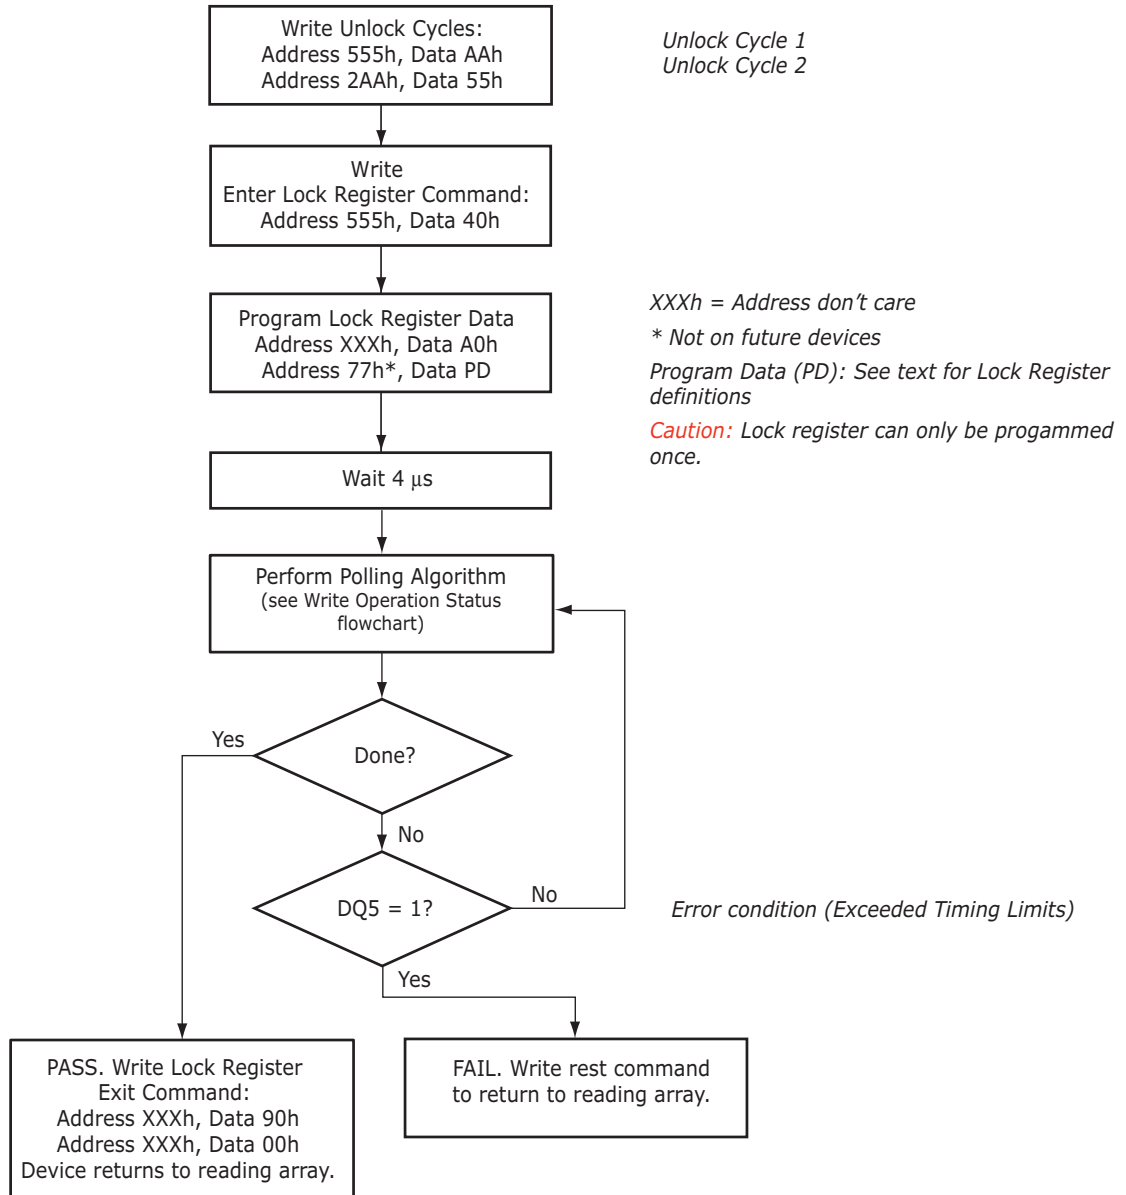 Write Unlock Cycles:
Address 555h, Data AAh
Address 2AAh, Data 55h
Unlock Cycle 1
Unlock Cycle 2
Write
Enter Lock Register Command:
Address 555h, Data 40h
Program Lock Register Data
Address XXXh, Data A0h
Address 77h*, Data PD
XXXh = Address don’t care
* Not on future devices
Program Data (PD): See text for Lock Register
definitions
Caution: Lock register can only be progammed
once.
Wait 4 μs
Perform Polling Algorithm
(see Write Operation Status
flowchart)
Yes
Done?
No
DQ5 = 1?
No
Error condition (Exceeded Timing Limits)
Yes
PASS. Write Lock Register
Exit Command:
Address XXXh, Data 90h
Address XXXh, Data 00h
Device returns to reading array.
FAIL. Write rest command
to return to reading array.